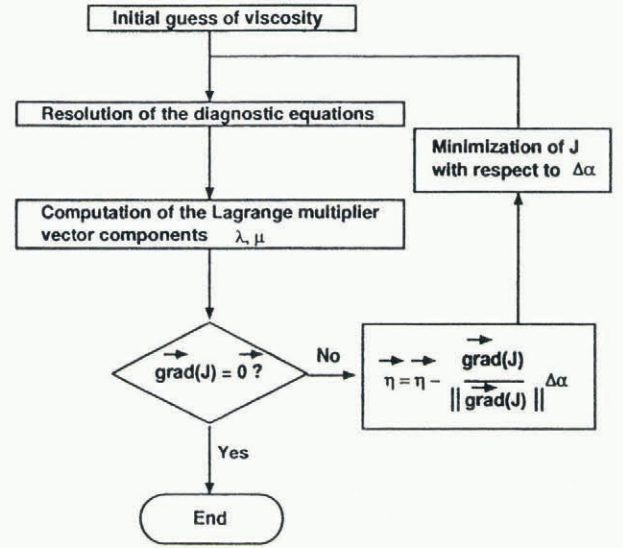 Initial guess of viscosity
Resolution of the diagnostic equations
Minimization of J
with respect to Δα
Computation of the Lagrange multiplier
vector components λ, μ
grad(J) = 0 ?
No
η = η - grad(J) / || grad(J) || Δα
Yes
End